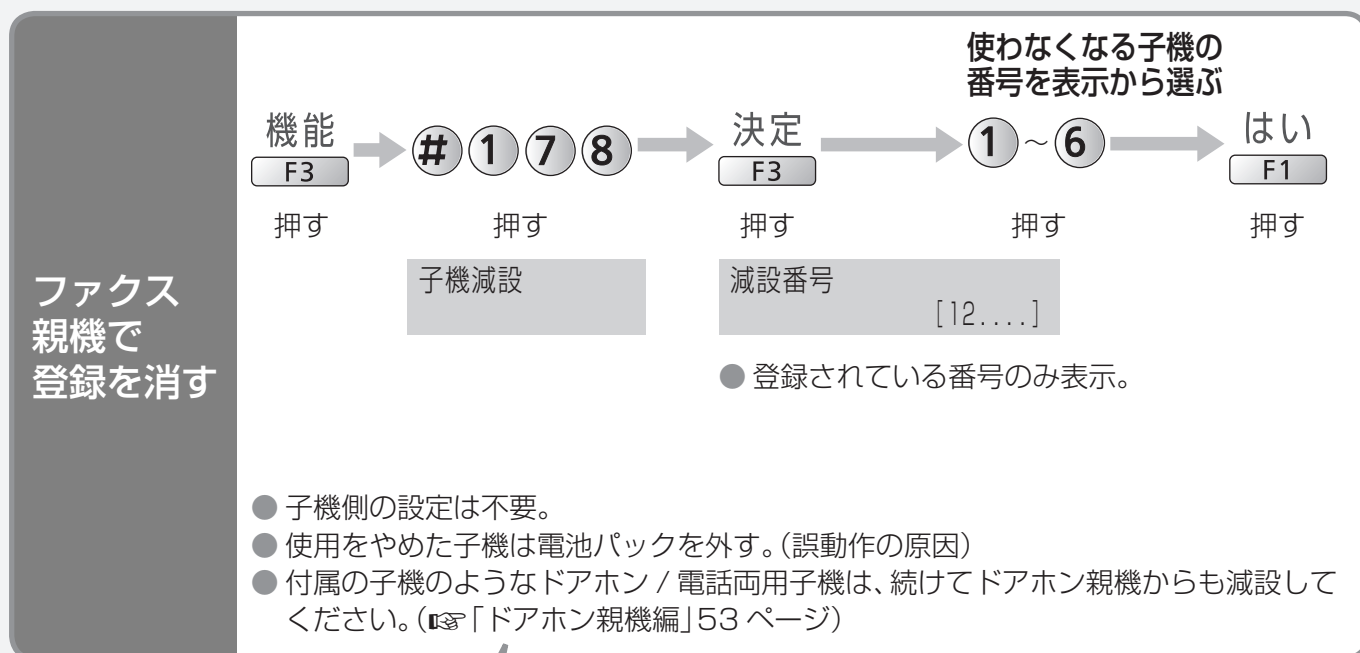 使わなくなる子機の
番号を表示から選ぶ
機能 #178 決定 1~6 はい
F3 F3 F1
押す 押す 押す 押す 押す
子機減設 減設番号
[12....]
● 登録されている番号のみ表示。
ファクス
親機で
登録を消す
● 子機側の設定は不要。
● 使用をやめた子機は電池パックを外す。(誤動作の原因)
● 付属の子機のようなドアホン / 電話両用子機は、続けてドアホン親機からも減設して
ください。(☞「ドアホン親機編」53 ページ)